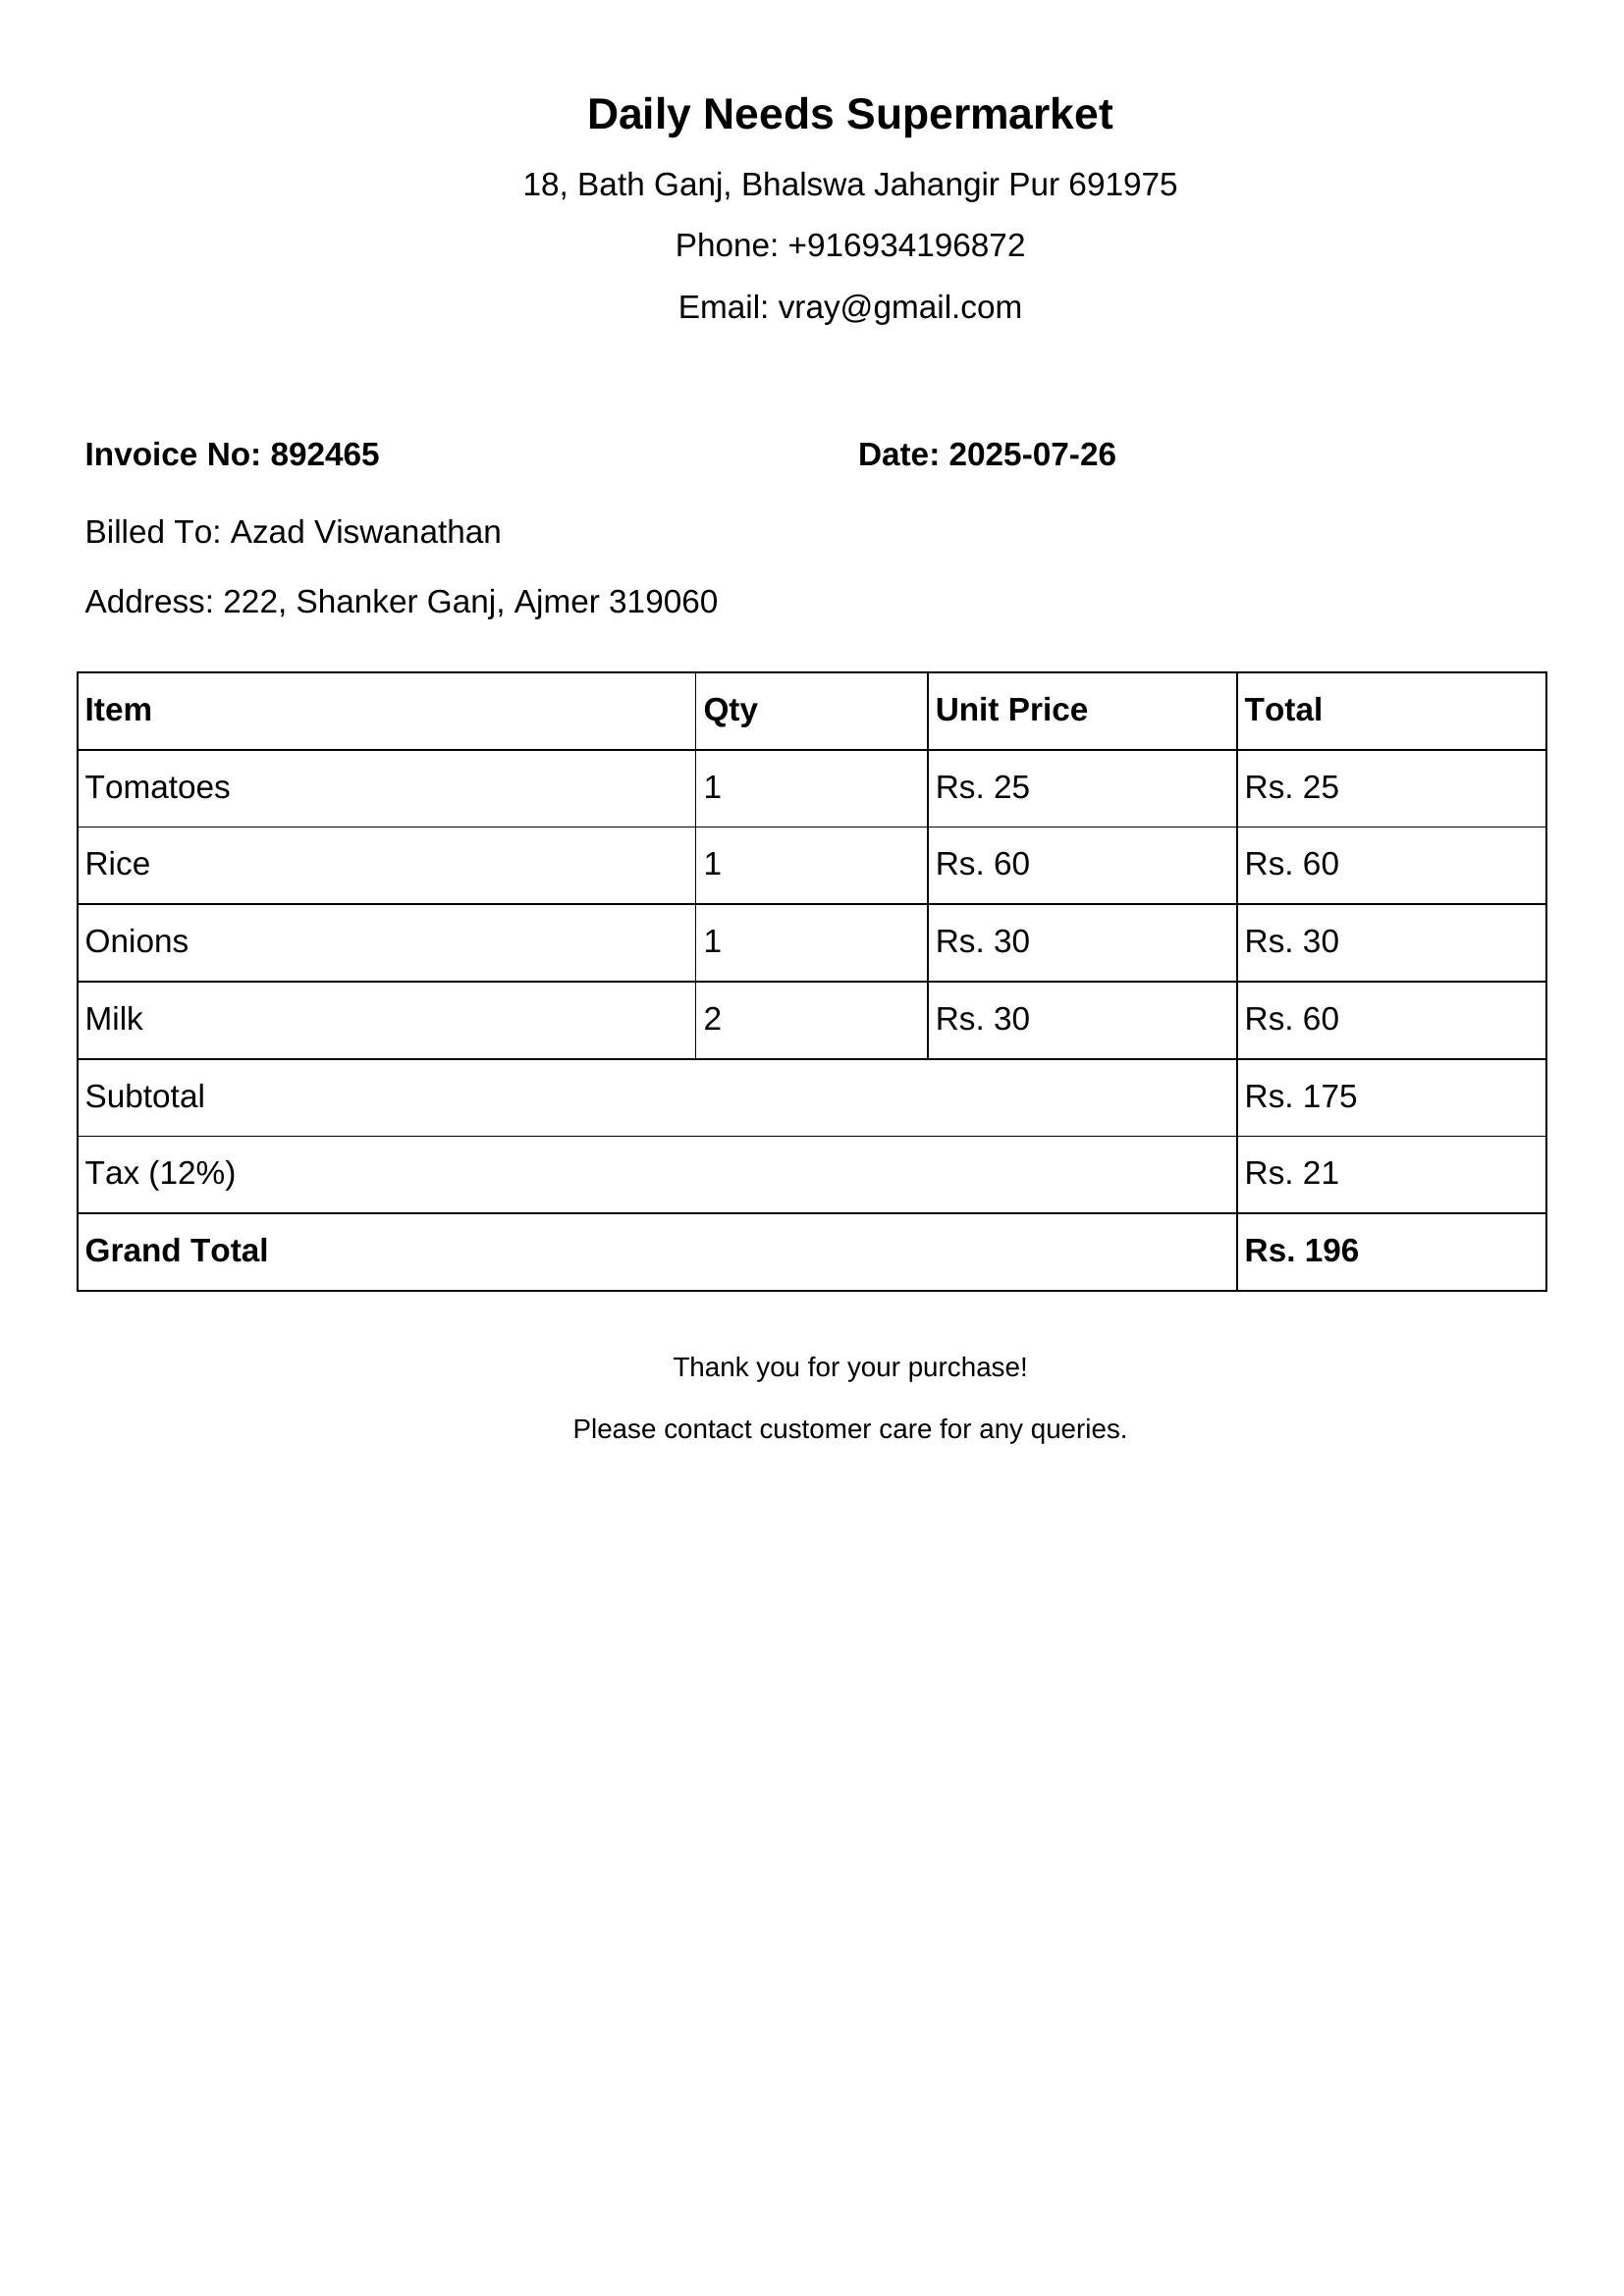 Daily Needs Supermarket
18, Bath Ganj, Bhalswa Jahangir Pur 691975
Phone: +916934196872
Email: vray@gmail.com
Invoice No: 892465 Date: 2025-07-26
Billed To: Azad Viswanathan
Address: 222, Shanker Ganj, Ajmer 319060
Item Qty Unit Price Total
Tomatoes 1 Rs. 25 Rs. 25
Rice 1 Rs. 60 Rs. 60
Onions 1 Rs. 30 Rs. 30
Milk 2 Rs. 30 Rs. 60
Subtotal Rs. 175
Tax (12%) Rs. 21
Grand Total Rs. 196
Thank you for your purchase!
Please contact customer care for any queries.